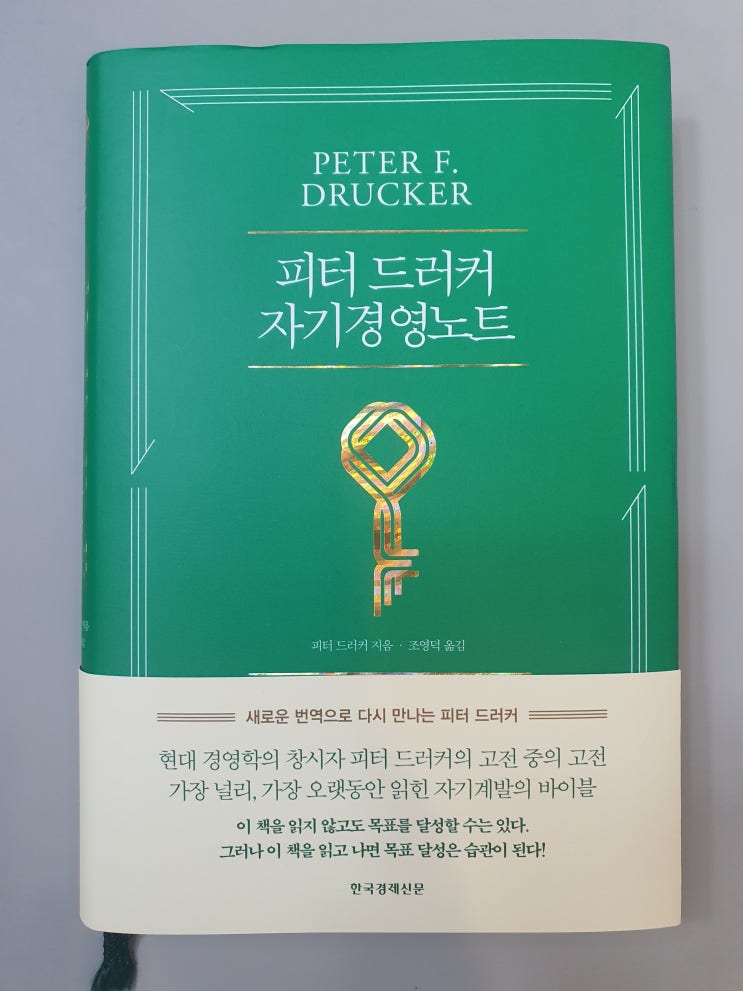 PETER F.
DRUCKER
피터 드러커
자기경영노트
피터 드러커 지음 · 조영덕 옮김
새로운 번역으로 다시 만나는 피터 드러커
현대 경영학의 창시자 피터 드러커의 고전 중의 고전
가장 널리, 가장 오랫동안 읽힌 자기계발의 바이블
이 책을 읽지 않고도 목표를 달성할 수는 있다.
그러나 이 책을 읽고 나면 목표 달성은 습관이 된다!
한국경제신문